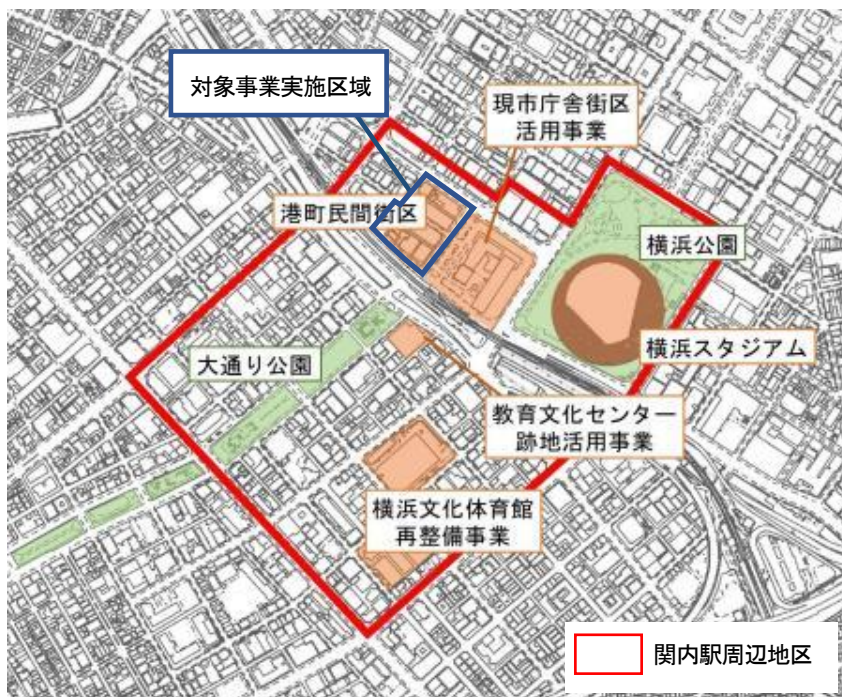 対象事業実施区域
現市庁舎街区
活用事業
港町民間街区
横浜公園
横浜スタジアム
大通り公園
教育文化センター
跡地活用事業
横浜文化体育館
再整備事業
関内駅周辺地区